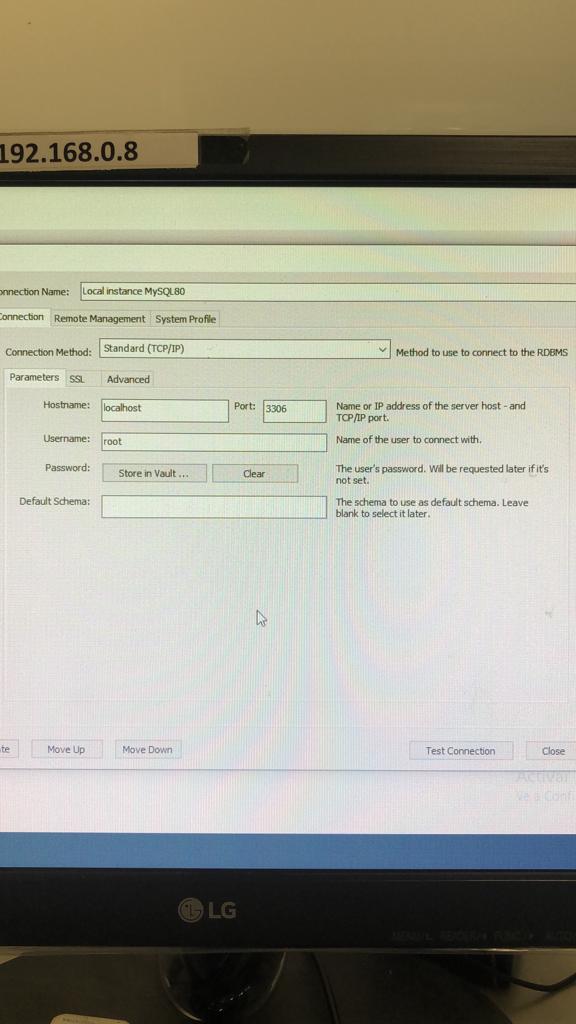 192.168.0.8
onnection Name: Local instance MySQL80
Connection Remote Management System Profile
Connection Method: Standard (TCP/IP) Method to use to connect to the RDBMS
Parameters SSL Advanced
Hostname: localhost Port: 3306 Name or IP address of the server host - and
TCP/IP port.
Username: root Name of the user to connect with.
Password: Store in Vault ... Clear The user's password. Will be requested later if it's
not set.
Default Schema: The schema to use as default schema. Leave
blank to select it later.
te Move Up Move Down Test Connection Close
Activar
Ve a Confi
LG